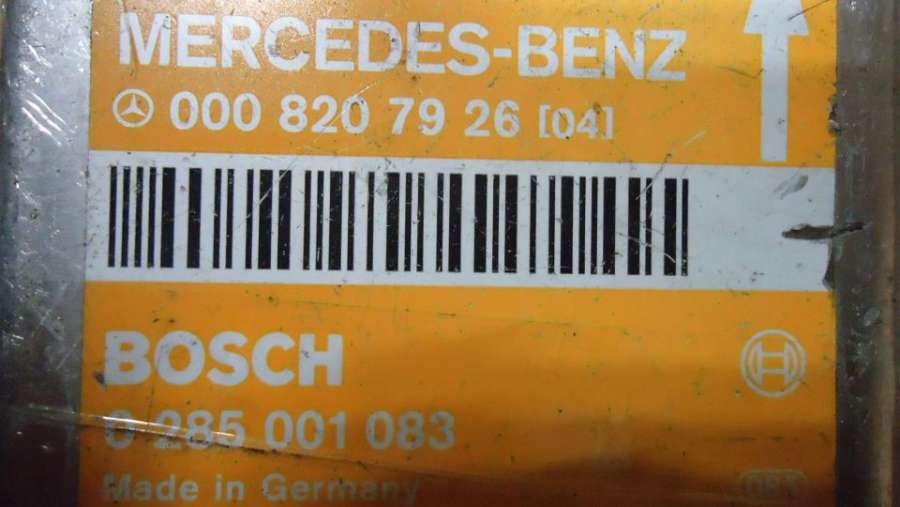 MERCEDES-BENZ
000 820 79 26 [04]
BOSCH
0 285 001 083
Made in Germany